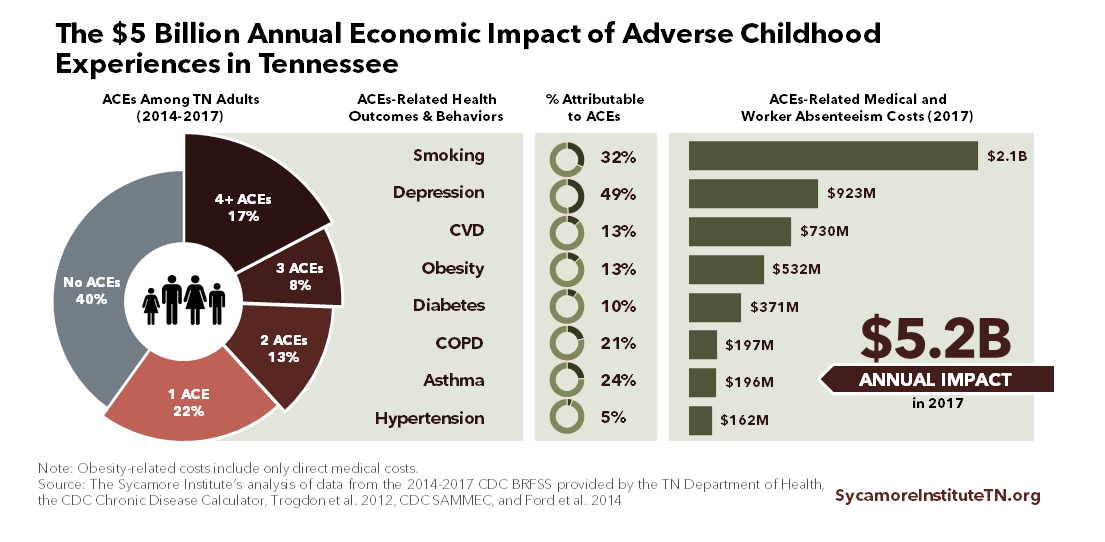 The $5 Billion Annual Economic Impact of Adverse Childhood
Experiences in Tennessee
ACEs Among TN Adults
(2014-2017)
4+ ACEs
17%
3 ACEs
8%
2 ACEs
13%
1 ACE
22%
No ACEs
40%
ACEs-Related Health
Outcomes & Behaviors
% Attributable
to ACEs
ACEs-Related Medical and
Worker Absenteeism Costs (2017)
Smoking 32% $2.1B
Depression 49% $923M
CVD 13% $730M
Obesity 13% $532M
Diabetes 10% $371M
COPD 21% $197M
Asthma 24% $196M
Hypertension 5% $162M
$5.2B
ANNUAL IMPACT
in 2017
Note: Obesity-related costs include only direct medical costs.
Source: The Sycamore Institute's analysis of data from the 2014-2017 CDC BRFSS provided by the TN Department of Health,
the CDC Chronic Disease Calculator, Trogdon et al. 2012, CDC SAMMEC, and Ford et al. 2014
SycamoreInstituteTN.org